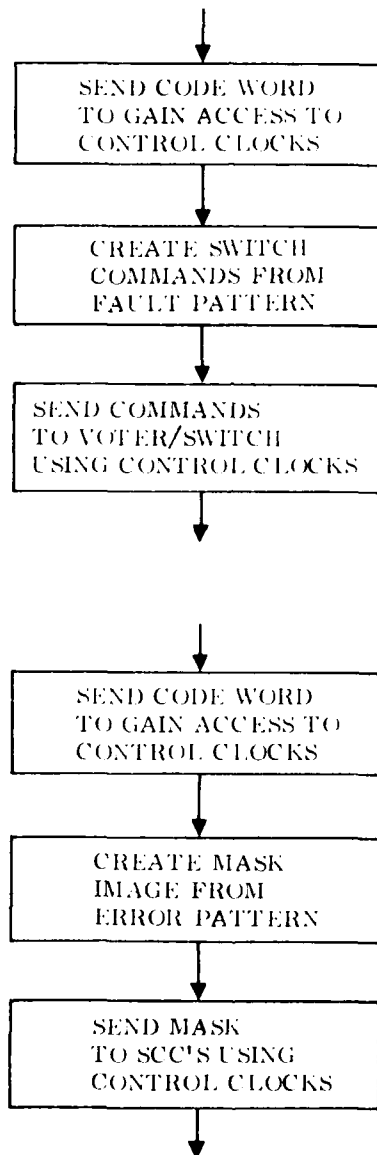 SEND CODE WORD
TO GAIN ACCESS TO
CONTROL CLOCKS
CREATE SWITCH
COMMANDS FROM
FAULT PATTERN
SEND COMMANDS
TO VOTER/SWITCH
USING CONTROL CLOCKS
SEND CODE WORD
TO GAIN ACCESS TO
CONTROL CLOCKS
CREATE MASK
IMAGE FROM
ERROR PATTERN
SEND MASK
TO SCC'S USING
CONTROL CLOCKS